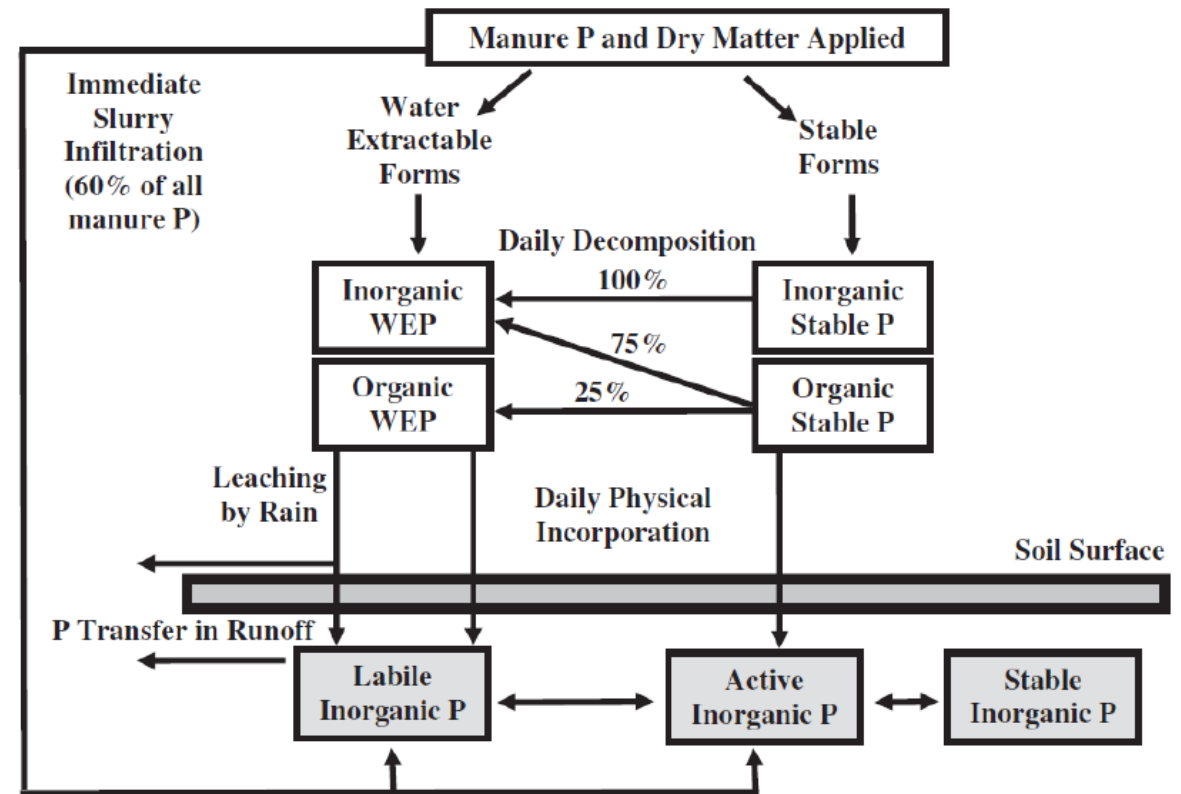 Manure P and Dry Matter Applied
Immediate
Slurry
Infiltration
(60% of all
manure P)
Water
Extractable
Forms
Stable
Forms
Daily Decomposition
100%
Inorganic
WEP
Inorganic
Stable P
75%
Organic
WEP
25%
Organic
Stable P
Leaching
by Rain
Daily Physical
Incorporation
Soil Surface
P Transfer in Runoff
Labile
Inorganic P
Active
Inorganic P
Stable
Inorganic P